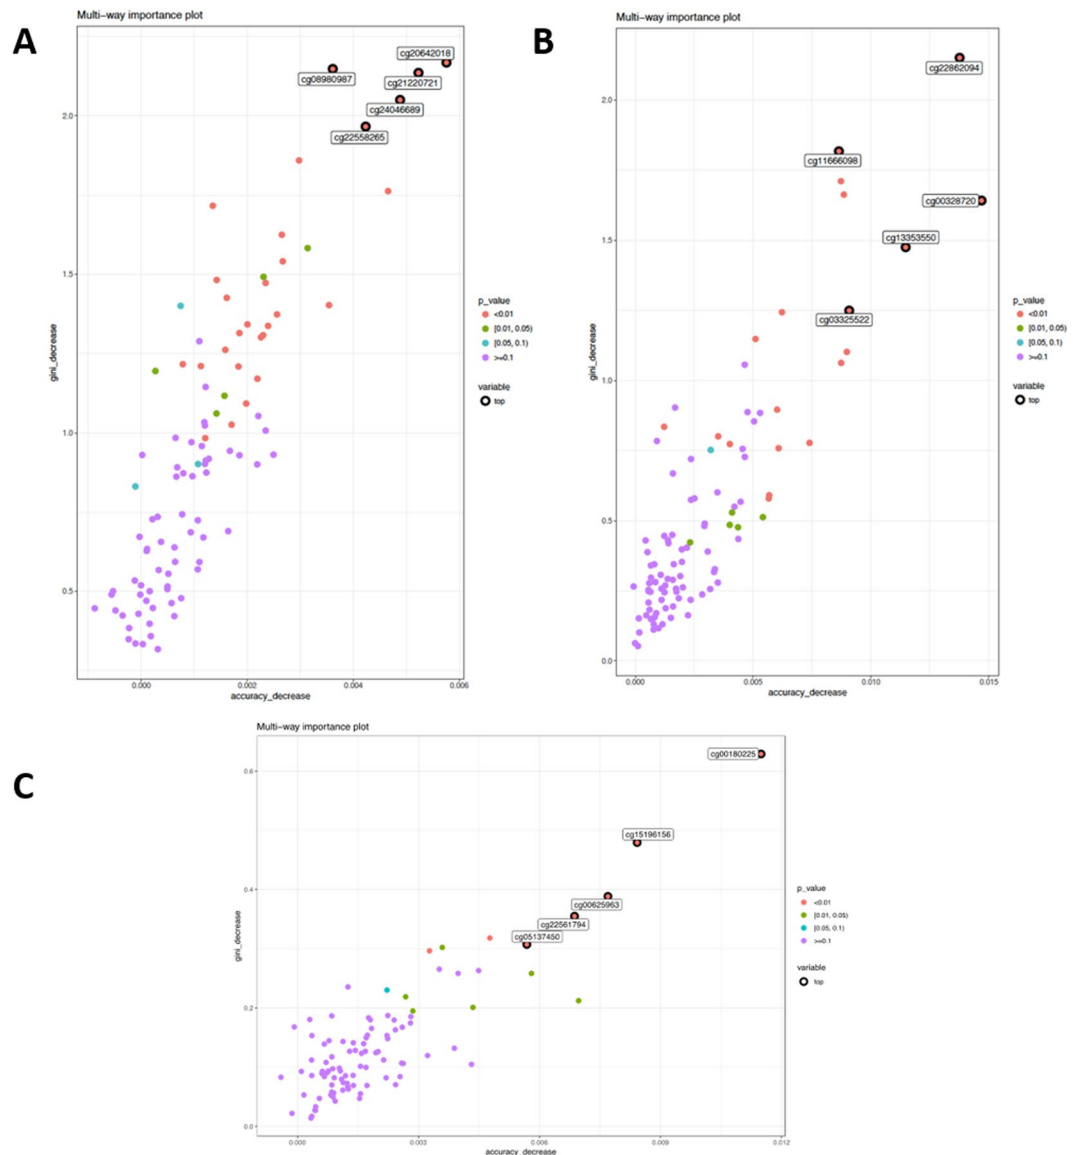 A
Multi-way importance plot
cg20642018
cg08980987
cg21220721
cg24046689
cg22558265
2.0
1.5
1.0
0.5
gini_decrease
0.000
0.002
0.004
0.006
accuracy_decrease
p_value
<0.01
[0.01, 0.05)
[0.05, 0.1)
>=0.1
variable
top
B
Multi-way importance plot
cg22862094
cg11666098
cg00328720
cg13353550
cg03325522
2.0
1.5
1.0
0.5
0.0
gini_decrease
0.000
0.005
0.010
0.015
accuracy_decrease
p_value
<0.01
[0.01, 0.05)
[0.05, 0.1)
>=0.1
variable
top
C
Multi-way importance plot
cg00180225
cg15196156
cg00625963
cg22561794
cg05137450
0.6
0.4
0.2
0.0
gini_decrease
0.000
0.003
0.006
0.009
0.012
accuracy_decrease
p_value
<0.01
[0.01, 0.05)
[0.05, 0.1)
>=0.1
variable
top